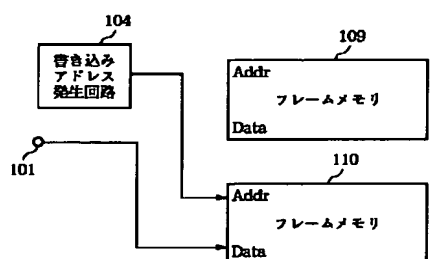 104
書き込み
アドレス
発生回路
101
109
Addr
フレームメモリ
Data
110
Addr
フレームメモリ
Data